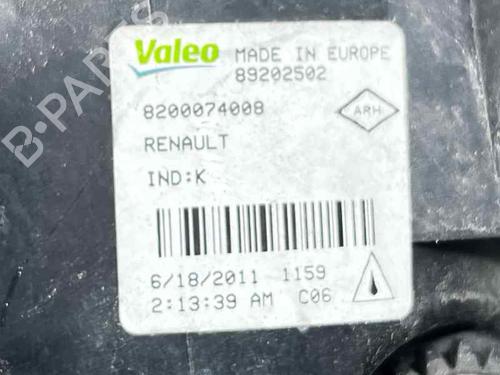 Valeo MADE IN EUROPE
89202502
8200074008
ARH
RENAULT
IND:K
6/18/2011 1159
2:13:39 AM C06
B-PARTS